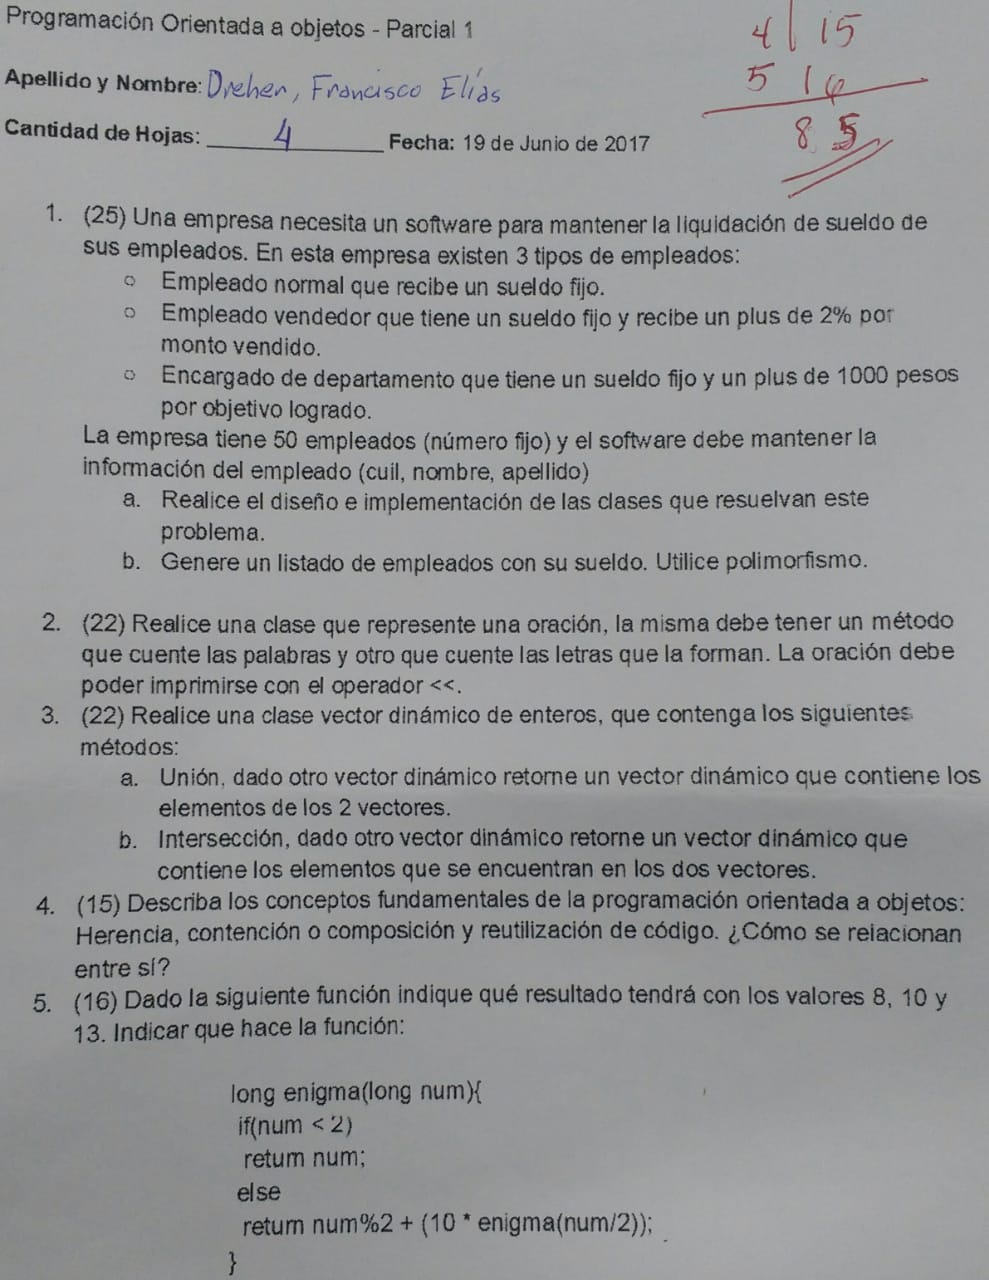 Programación Orientada a objetos - Parcial 1
4 | 15
5 16
8 5
Apellido y Nombre: Dreher, Francisco Elías
Cantidad de Hojas: 4 Fecha: 19 de Junio de 2017
1. (25) Una empresa necesita un software para mantener la liquidación de sueldo de
sus empleados. En esta empresa existen 3 tipos de empleados:
○ Empleado normal que recibe un sueldo fijo.
○ Empleado vendedor que tiene un sueldo fijo y recibe un plus de 2% por
monto vendido.
○ Encargado de departamento que tiene un sueldo fijo y un plus de 1000 pesos
por objetivo logrado.
La empresa tiene 50 empleados (número fijo) y el software debe mantener la
información del empleado (cuil, nombre, apellido)
a. Realice el diseño e implementación de las clases que resuelvan este
problema.
b. Genere un listado de empleados con su sueldo. Utilice polimorfismo.
2. (22) Realice una clase que represente una oración, la misma debe tener un método
que cuente las palabras y otro que cuente las letras que la forman. La oración debe
poder imprimirse con el operador <<.
3. (22) Realice una clase vector dinámico de enteros, que contenga los siguientes
métodos:
a. Unión, dado otro vector dinámico retorne un vector dinámico que contiene los
elementos de los 2 vectores.
b. Intersección, dado otro vector dinámico retorne un vector dinámico que
contiene los elementos que se encuentran en los dos vectores.
4. (15) Describa los conceptos fundamentales de la programación orientada a objetos:
Herencia, contención o composición y reutilización de código. ¿Cómo se relacionan
entre sí?
5. (16) Dado la siguiente función indique qué resultado tendrá con los valores 8, 10 y
13. Indicar que hace la función:
long enigma(long num){
if(num < 2)
return num;
else
return num%2 + (10 * enigma(num/2));
}